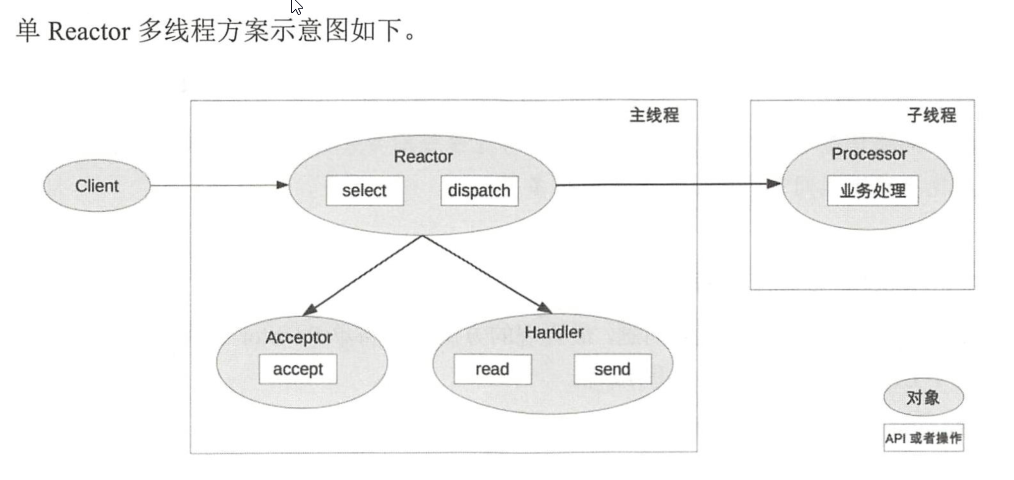 单 Reactor 多线程方案示意图如下。
主线程
子线程
Reactor
Processor
Client
select
dispatch
业务处理
Acceptor
Handler
accept
read
send
对象
API 或者操作